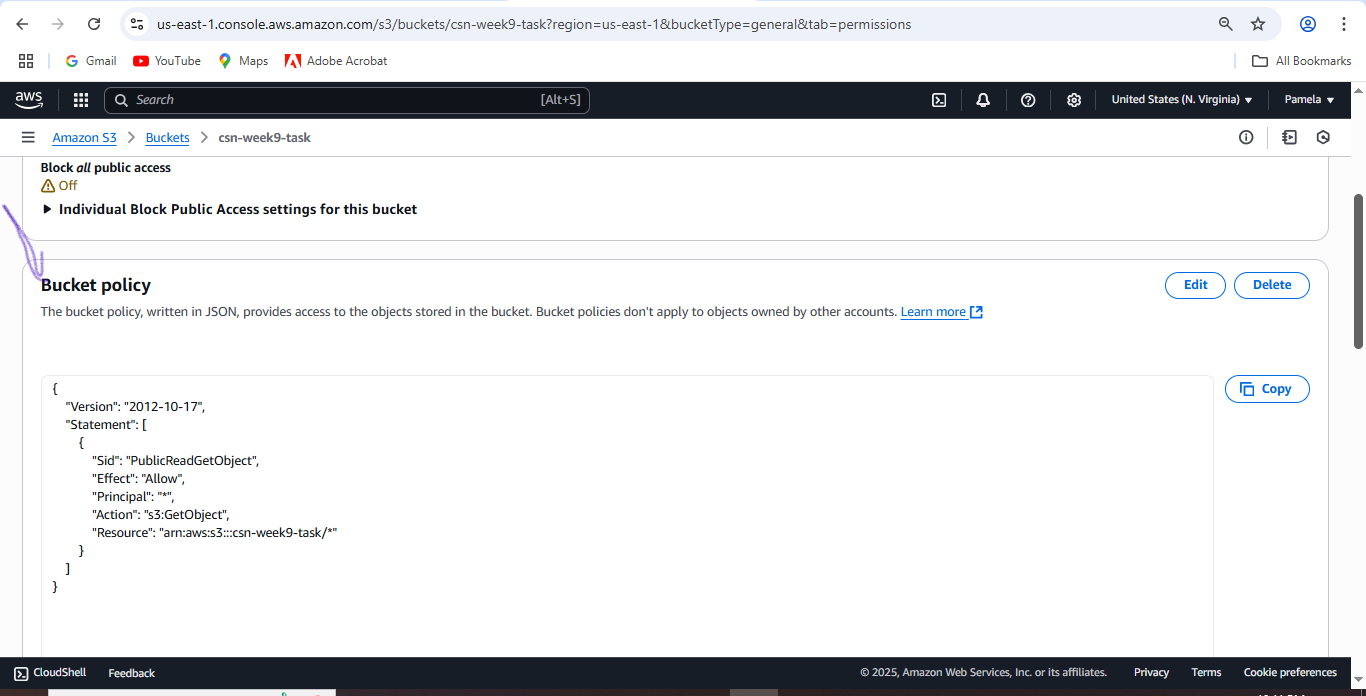 us-east-1.console.aws.amazon.com/s3/buckets/csn-week9-task?region=us-east-1&bucketType=general&tab=permissions
Gmail YouTube Maps Adobe Acrobat All Bookmarks
aws Search [Alt+S] United States (N. Virginia) Pamela
Amazon S3 Buckets csn-week9-task
Block all public access
Off
Individual Block Public Access settings for this bucket
Bucket policy Edit Delete
The bucket policy, written in JSON, provides access to the objects stored in the bucket. Bucket policies don't apply to objects owned by other accounts. Learn more
Copy
{
"Version": "2012-10-17",
"Statement": [
{
"Sid": "PublicReadGetObject",
"Effect": "Allow",
"Principal": "*",
"Action": "s3:GetObject",
"Resource": "arn:aws:s3:::csn-week9-task/*"
}
]
}
CloudShell Feedback © 2025, Amazon Web Services, Inc. or its affiliates. Privacy Terms Cookie preferences